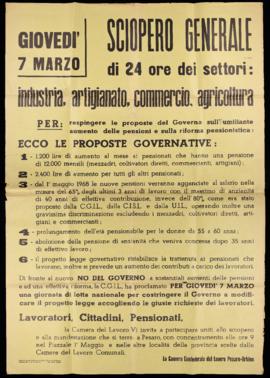 GIOVEDI'
7 MARZO
SCIOPERO GENERALE
di 24 ore dei settori:
industria, artigianato, commercio, agricoltura
PER: respingere le proposte del Governo sull'umiliante
aumento delle pensioni e sulla riforma pensionistica:
ECCO LE PROPOSTE GOVERNATIVE:
1 - 1.200 lire di aumento al mese ai pensionati che hanno una pensione
di 12.000 mensili (mezzadri, coltivatori diretti, commercianti, artigiani);
2 - 2.400 lire di aumento per tutti gli altri pensionati;
3 - dal 1° maggio 1968 le nuove pensioni verranno agganciate al salario nella
misura del 65% degli ultimi 3 anni di lavoro con il massimo di anzianità
di 40 anni di effettiva contribuzione, invece dell'80% come era stato
proposto dalla C.G.I.L. dalla CISL e dalla U.I.L., operando inoltre una
gravissima discriminazione escludendo i mezzadri, coltivatori diretti, arti-
giani e commercianti;
4 - prolungamento dell'età pensionabile per le donne da 55 a 60 anni;
5 - abolizione della pensione di anzianità che veniva concessa dopo 35 anni
di effettivo lavoro;
6 - il progetto legge governativo ristabilisce la trattenuta ai pensionati che
lavorano, inoltre si prevede un aumento dei contributi a carico dei lavoratori.
Di fronte al nuovo NO DEL GOVERNO a sostanziali aumenti delle pensioni
e ad una effettiva riforma, la C.G.I.L. ha proclamato PER GIOVEDI' 7 MARZO
una giornata di lotta nazionale per costringere il Governo a modifi-
care il progetto legge accogliendo le giuste richieste dei lavoratori.
Lavoratori, Cittadini, Pensionati,
la Camera del Lavoro Vi invita a partecipare uniti allo sciopero
e alla manifestazione che si terrà a Pesaro, con concentramento alle ore 9
nel Piazzale 1° Maggio e nelle altre località della provincia scelte dalle
Camere del Lavoro Comunali.
La Camera Confederale del Lavoro Pesaro-Urbino